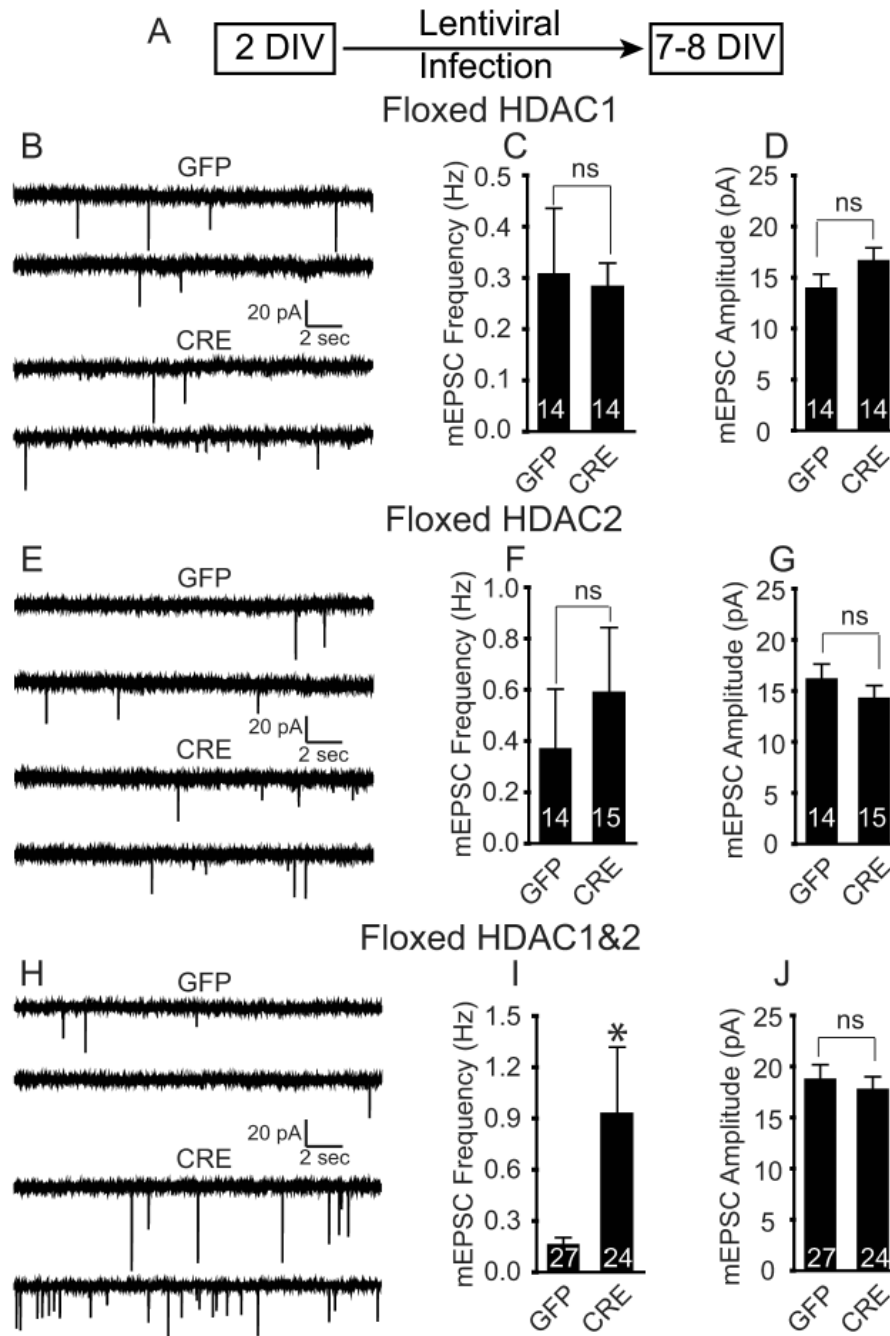 A
2 DIV
Lentiviral
Infection
7-8 DIV
Floxed HDAC1
B
GFP
20 pA
2 sec
CRE
C
mEPSC Frequency (Hz)
0.5
0.4
0.3
0.2
0.1
0.0
ns
14
14
GFP
CRE
D
mEPSC Amplitude (pA)
25
20
15
10
5
0
ns
14
14
GFP
CRE
Floxed HDAC2
E
GFP
20 pA
2 sec
CRE
F
mEPSC Frequency (Hz)
1.0
0.8
0.6
0.4
0.2
0.0
ns
14
15
GFP
CRE
G
mEPSC Amplitude (pA)
25
20
15
10
5
0
ns
14
15
GFP
CRE
Floxed HDAC1&2
H
GFP
20 pA
2 sec
CRE
I
mEPSC Frequency (Hz)
1.5
1.2
0.9
0.6
0.3
0.0
*
27
24
GFP
CRE
J
mEPSC Amplitude (pA)
25
20
15
10
5
0
ns
27
24
GFP
CRE